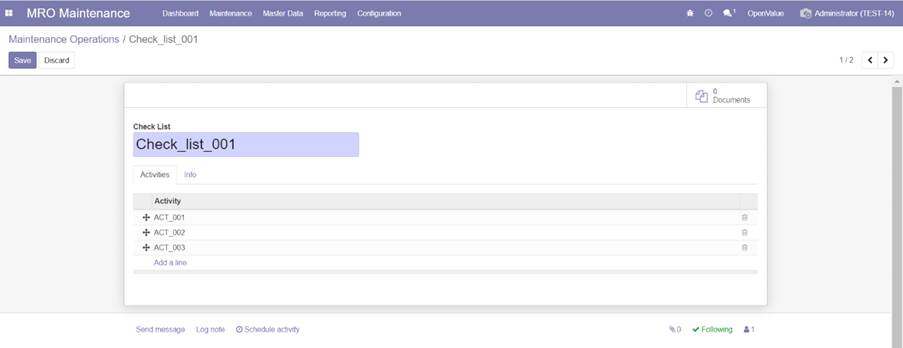 MRO Maintenance Dashboard Maintenance Master Data Reporting Configuration 1 OpenValue Administrator (TEST-14)
Maintenance Operations / Check_list_001
Save Discard 1 / 2
0
Documents
Check List
Check_list_001
Activities Info
Activity
ACT_001
ACT_002
ACT_003
Add a line
Send message Log note Schedule activity 0 Following 1